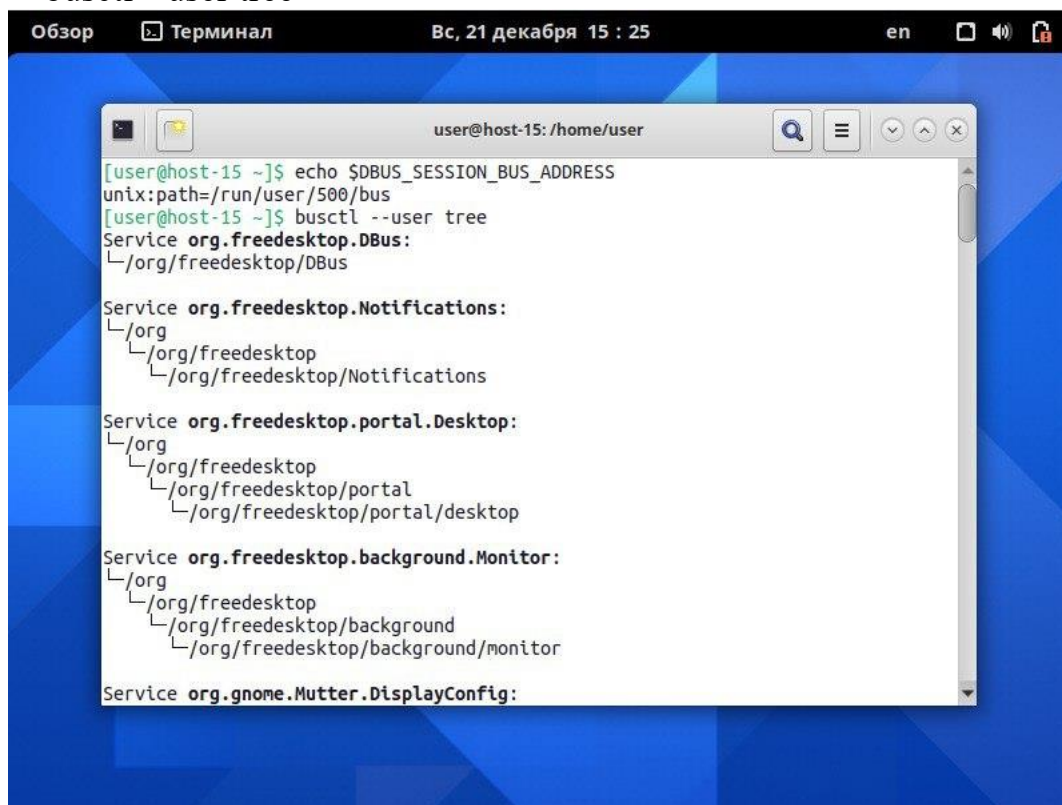 Обзор Терминал Вс, 21 декабря 15 : 25 en
user@host-15: /home/user
[user@host-15 ~]$ echo $DBUS_SESSION_BUS_ADDRESS
unix:path=/run/user/500/bus
[user@host-15 ~]$ busctl --user tree
Service org.freedesktop.DBus:
└─/org/freedesktop/DBus
Service org.freedesktop.Notifications:
└─/org
└─/org/freedesktop
└─/org/freedesktop/Notifications
Service org.freedesktop.portal.Desktop:
└─/org
└─/org/freedesktop
└─/org/freedesktop/portal
└─/org/freedesktop/portal/desktop
Service org.freedesktop.background.Monitor:
└─/org
└─/org/freedesktop
└─/org/freedesktop/background
└─/org/freedesktop/background/monitor
Service org.gnome.Mutter.DisplayConfig: